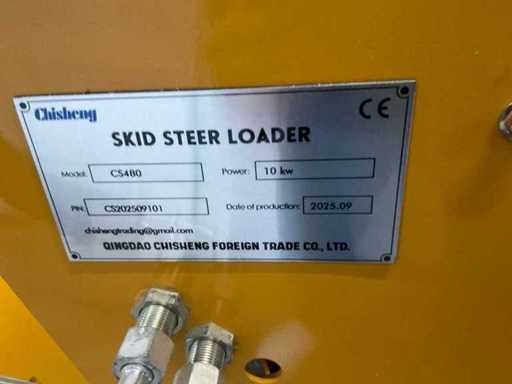 Chisheng CE
SKID STEER LOADER
Model: CS480 Power: 10 kw
PIN: CS202509101 Date of production: 2025.09
chishengtrading@gmail.com
QINGDAO CHISHENG FOREIGN TRADE CO., LTD.